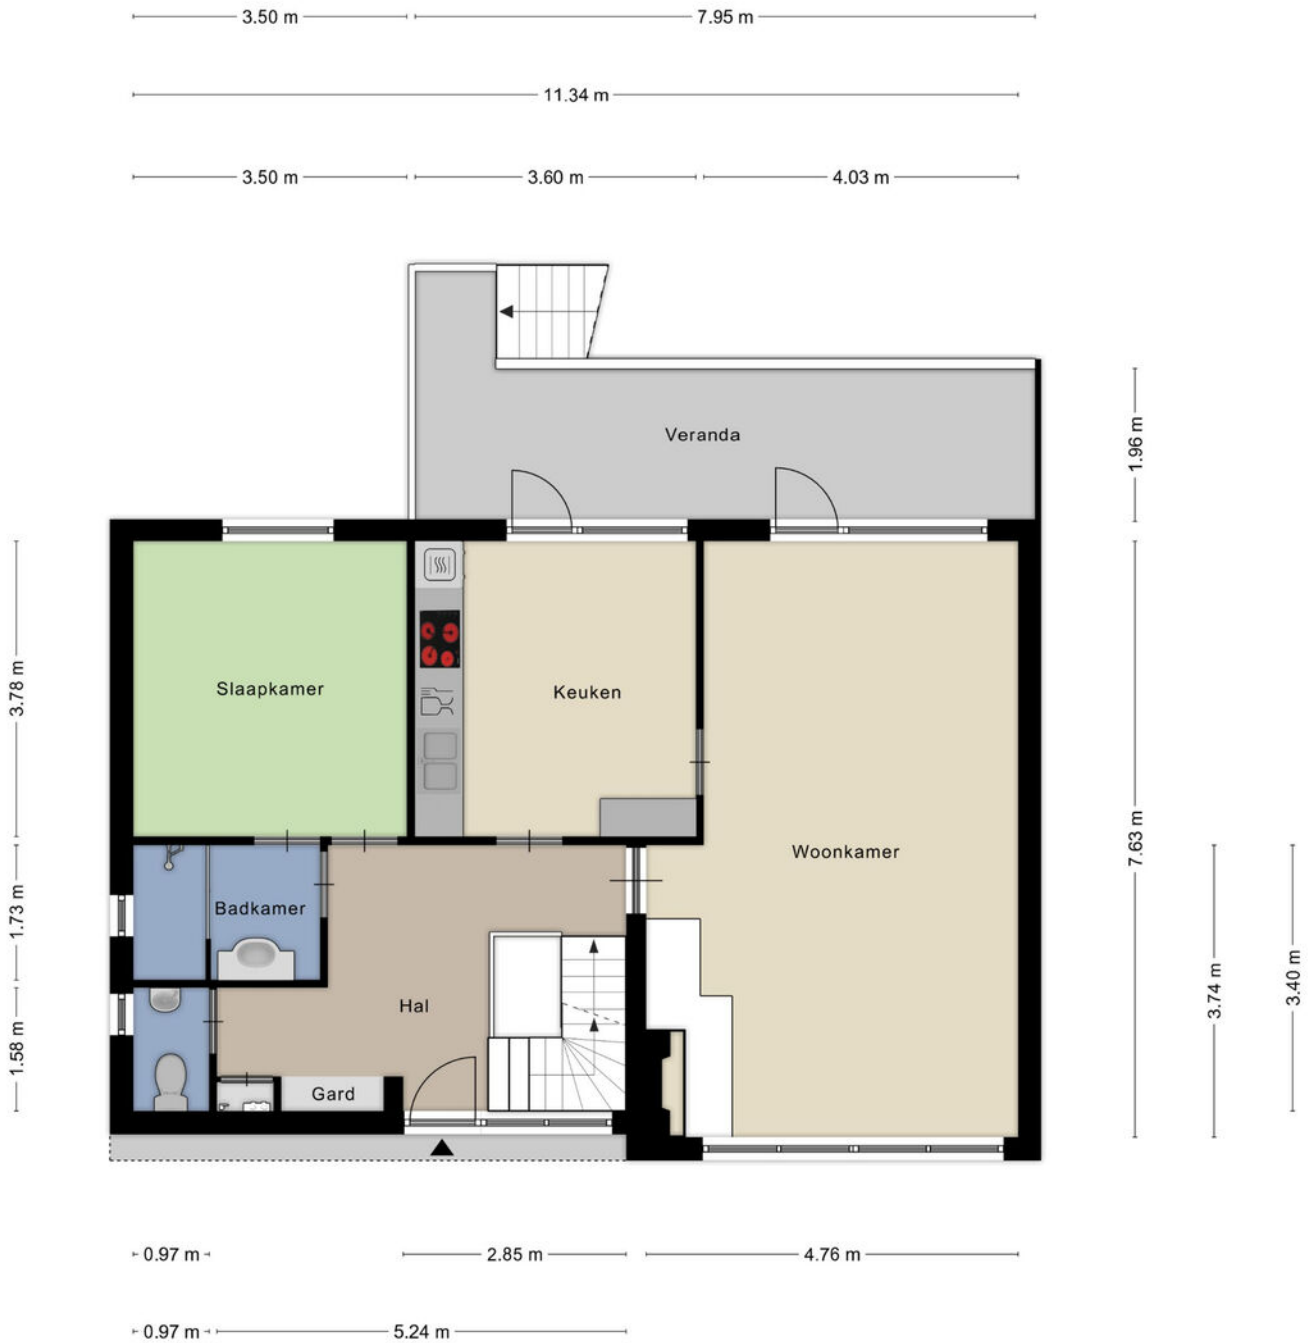 3.50 m
7.95 m
11.34 m
3.50 m
3.60 m
4.03 m
Veranda
1.96 m
Slaapkamer
Keuken
3.78 m
Woonkamer
7.63 m
Badkamer
1.73 m
Hal
3.74 m
3.40 m
1.58 m
Gard
0.97 m
2.85 m
4.76 m
0.97 m
5.24 m